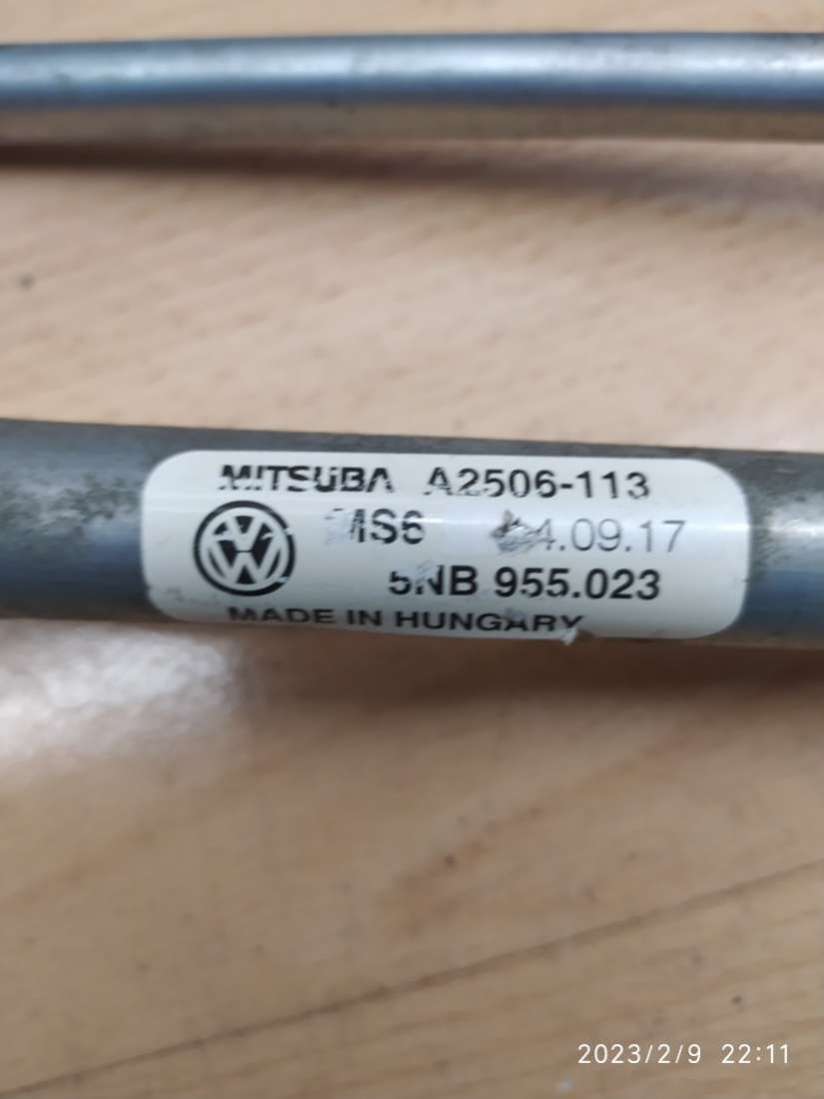 MITSUBA A2506-113
MS6 4.09.17
5NB 955.023
MADE IN HUNGARY
2023/2/9 22:11